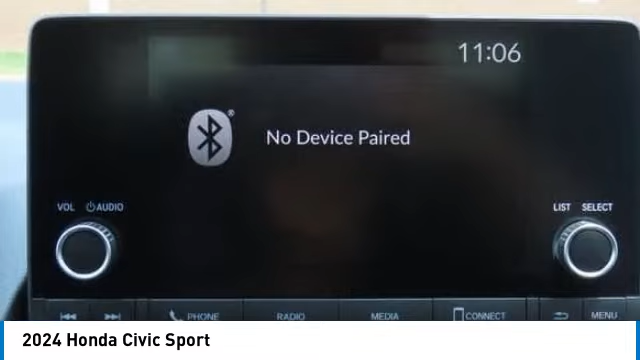 11:06
®
No Device Paired
VOL AUDIO
LIST SELECT
PHONE RADIO MEDIA CONNECT MENU
2024 Honda Civic Sport